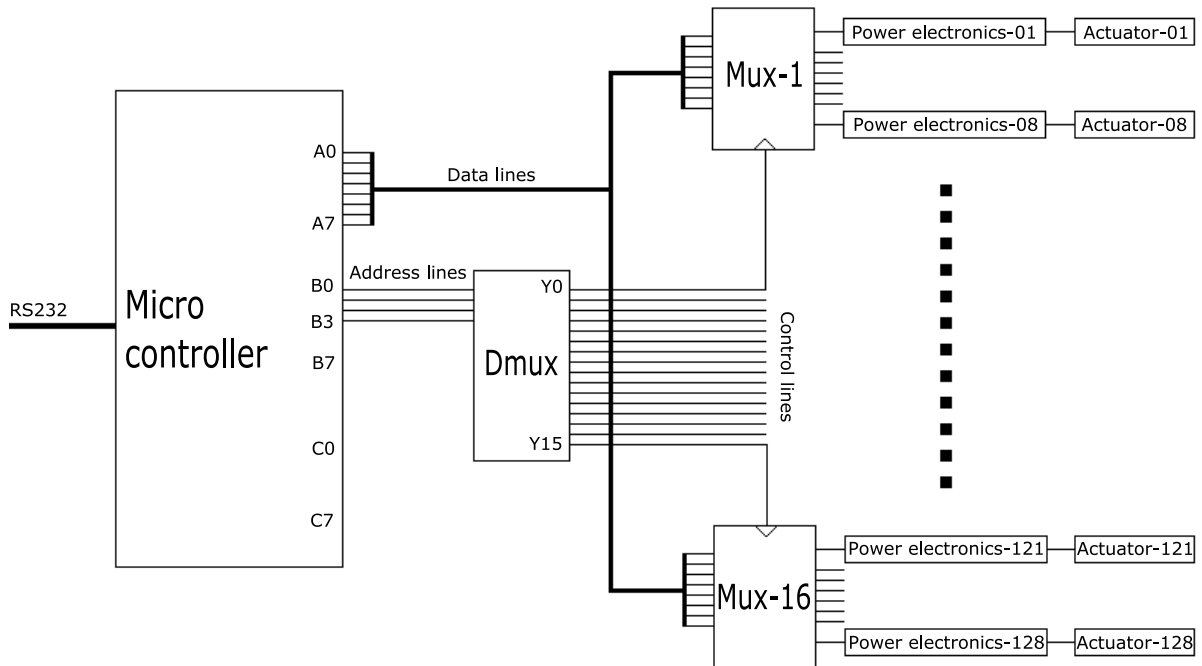 Mux-1
Power electronics-01
Actuator-01
Power electronics-08
Actuator-08
A0
A7
Data lines
B0
B3
B7
Address lines
RS232
Micro
controller
C0
C7
Y0
Dmux
Y15
Control lines
Mux-16
Power electronics-121
Actuator-121
Power electronics-128
Actuator-128